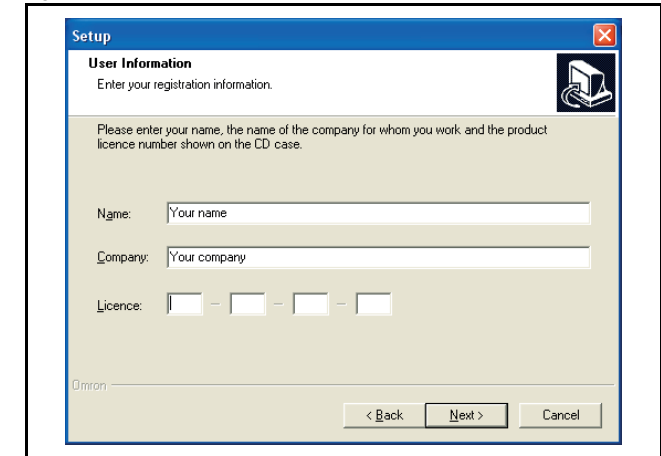 Setup
User Information
Enter your registration information.
Please enter your name, the name of the company for whom you work and the product
licence number shown on the CD case.
Name: Your name
Company: Your company
Licence: – – –
Omron
< Back Next > Cancel